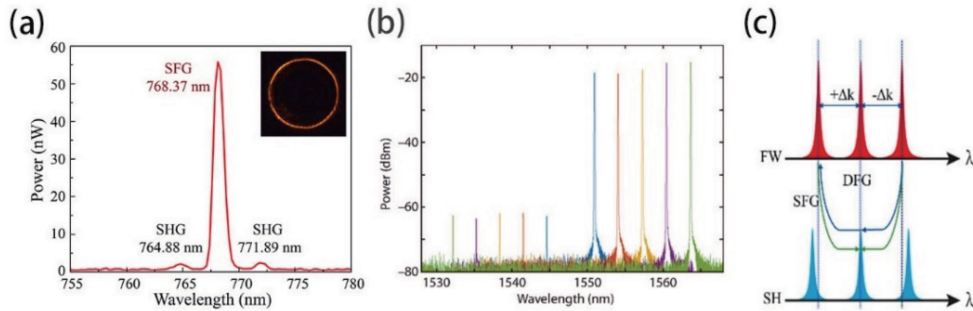 (a)
60
50
40
30
20
10
0
Power (nW)
SFG
768.37 nm
SHG
764.88 nm
SHG
771.89 nm
755
760
765
770
775
780
Wavelength (nm)
(b)
-20
-40
-60
-80
Power (dBm)
1530
1540
1550
1560
Wavelength (nm)
(c)
+Δk
-Δk
FW
λ
DFG
SFG
SH
λ